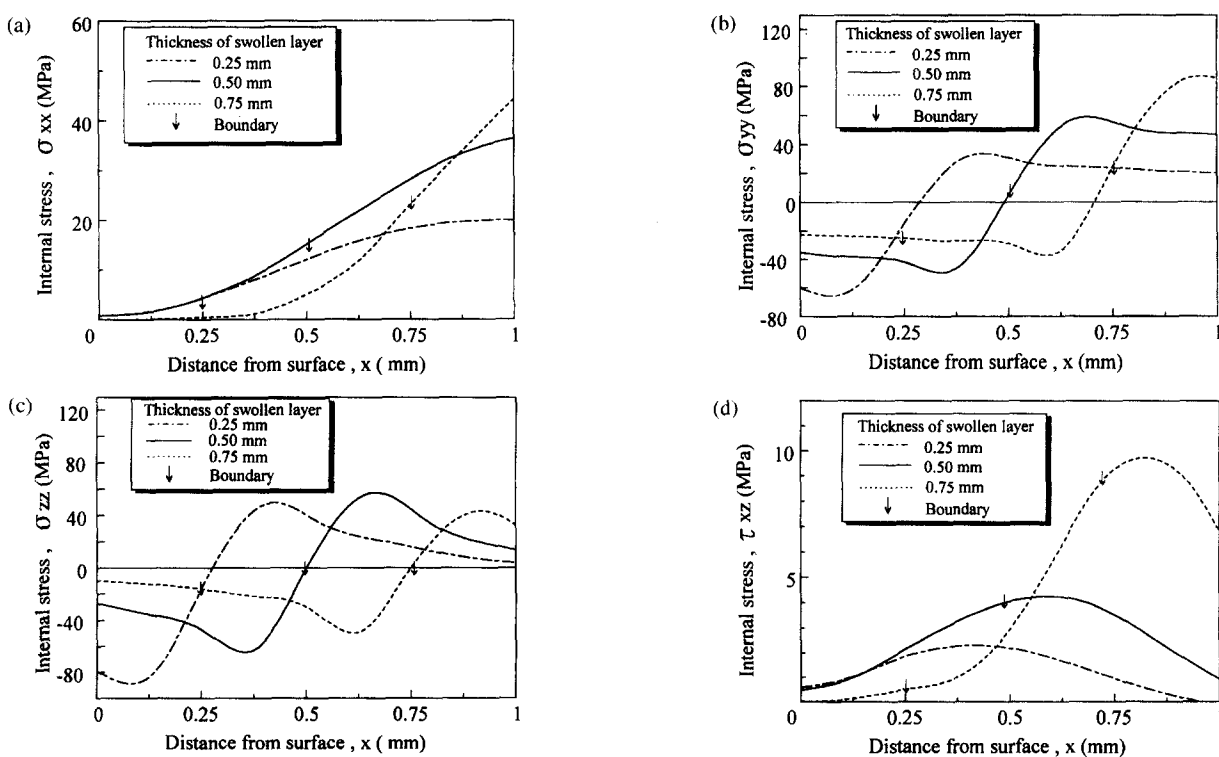 (a)
60
40
20
Internal stress , σ xx (MPa)
Thickness of swollen layer
0.25 mm
0.50 mm
0.75 mm
Boundary
0
0.25
0.5
0.75
1
Distance from surface , x ( mm)
(b)
120
80
40
0
-40
-80
Internal stress , σyy (MPa)
Thickness of swollen layer
0.25 mm
0.50 mm
0.75 mm
Boundary
0
0.25
0.5
0.75
1
Distance from surface , x (mm)
(c)
120
80
40
0
-40
-80
Internal stress , σ zz (MPa)
Thickness of swollen layer
0.25 mm
0.50 mm
0.75 mm
Boundary
0
0.25
0.5
0.75
1
Distance from surface , x ( mm)
(d)
10
5
Internal stress , τ xz (MPa)
Thickness of swollen layer
0.25 mm
0.50 mm
0.75 mm
Boundary
0
0.25
0.5
0.75
1
Distance from surface , x (mm)